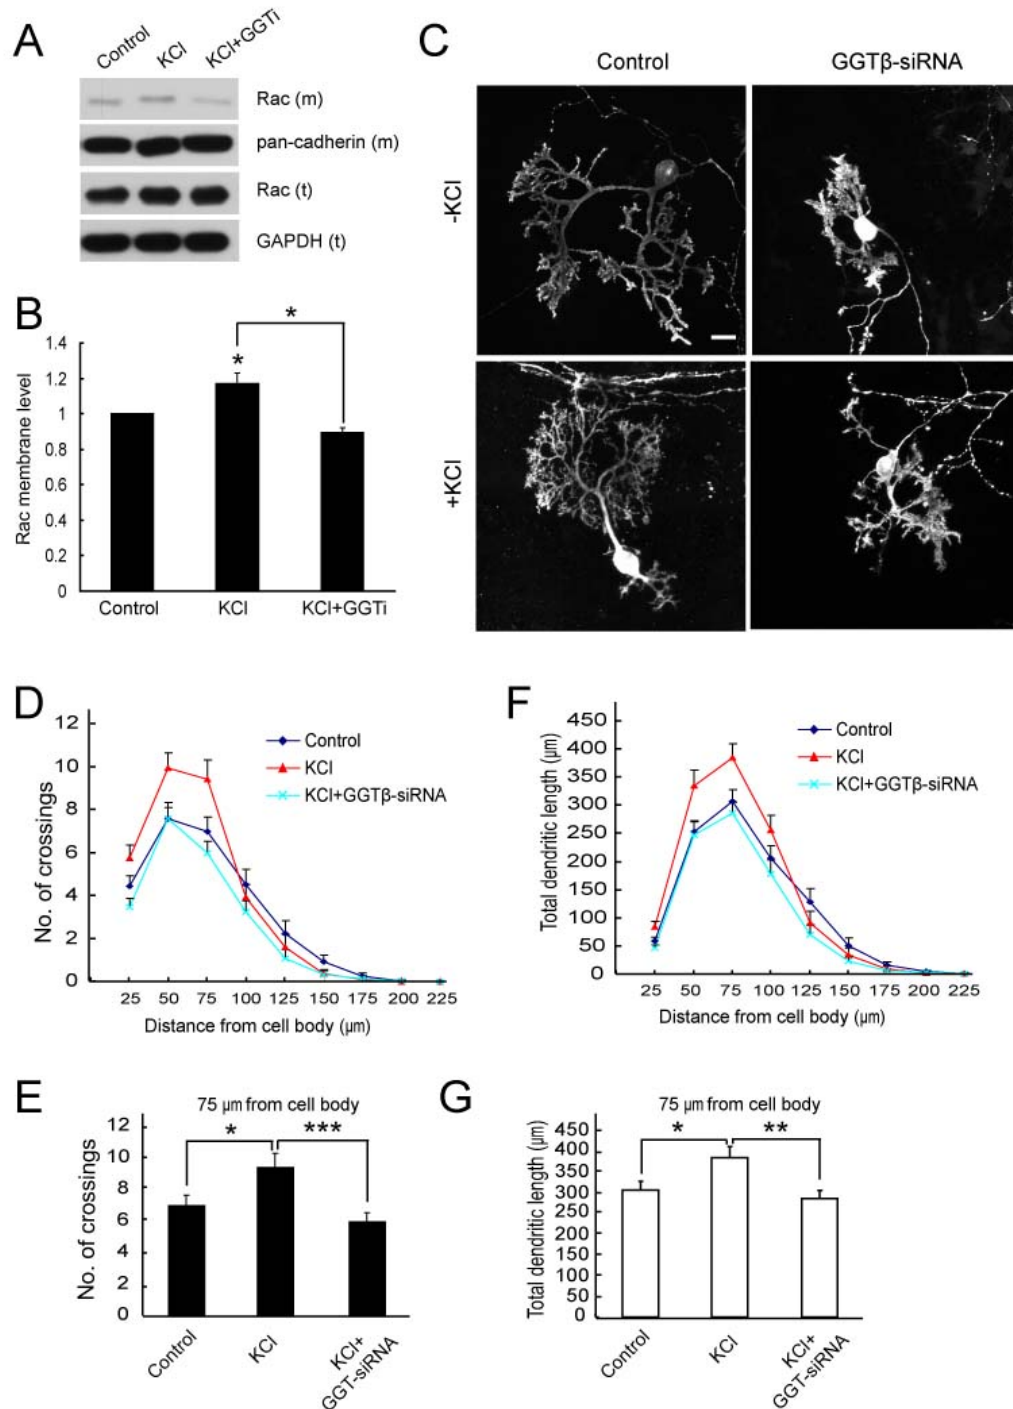 A
Control
KCl
KCl+GGTi
Rac (m)
pan-cadherin (m)
Rac (t)
GAPDH (t)
B
*
*
Rac membrane level
1.4
1.2
1
0.8
0.6
0.4
0.2
0
Control
KCl
KCl+GGTi
C
Control
GGTβ-siRNA
-KCl
+KCl
D
No. of crossings
12
10
8
6
4
2
0
Control
KCl
KCl+GGTβ-siRNA
25 50 75 100 125 150 175 200 225
Distance from cell body (µm)
F
Total dendritic length (µm)
450
400
350
300
250
200
150
100
50
0
Control
KCl
KCl+GGTβ-siRNA
25 50 75 100 125 150 175 200 225
Distance from cell body (µm)
E
75 µm from cell body
* ***
No. of crossings
12
10
8
6
4
2
0
Control
KCl
KCl+
GGT-siRNA
G
75 µm from cell body
* **
Total dendritic length (µm)
450
400
350
300
250
200
150
100
50
0
Control
KCl
KCl+
GGT-siRNA